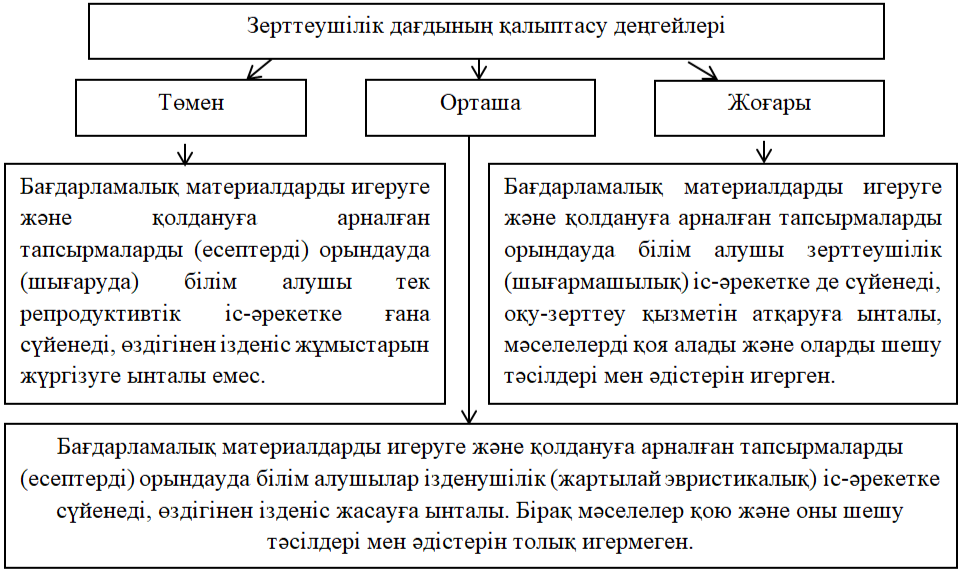 Зерттеушілік дағдының қалыптасу деңгейлері
Төмен
Орташа
Жоғары
Бағдарламалық материалдарды игеруге
және қолдануға арналған
тапсырмаларды (есептерді) орындауда
(шығаруда) білім алушы тек
репродуктивтік іс-әрекетке ғана
сүйенеді, өздігінен ізденіс жұмыстарын
жүргізуге ынталы емес.
Бағдарламалық материалдарды игеруге
және қолдануға арналған тапсырмаларды
орындауда білім алушы зерттеушілік
(шығармашылық) іс-әрекетке де сүйенеді,
оқу-зерттеу қызметін атқаруға ынталы,
мәселелерді қоя алады және оларды шешу
тәсілдері мен әдістерін игерген.
Бағдарламалық материалдарды игеруге және қолдануға арналған тапсырмаларды
(есептерді) орындауда білім алушылар ізденушілік (жартылай эвристикалық) іс-әрекетке
сүйенеді, өздігінен ізденіс жасауға ынталы. Бірақ мәселелер қою және оны шешу
тәсілдері мен әдістерін толық игермеген.